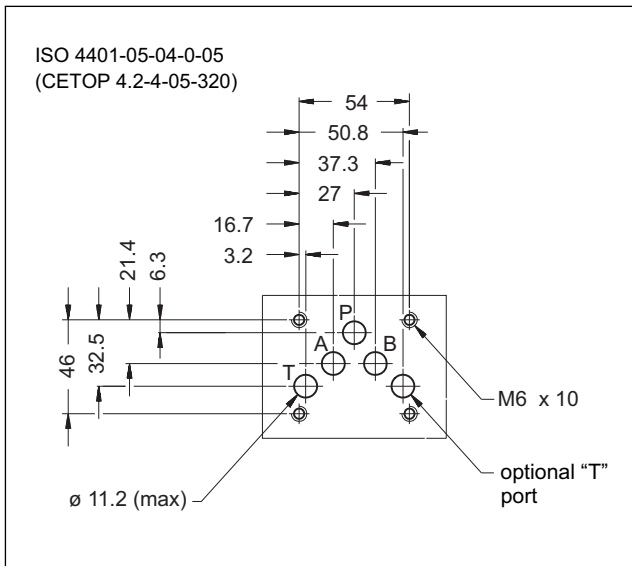 ISO 4401-05-04-0-05
(CETOP 4.2-4-05-320)
54
50.8
37.3
27
16.7
3.2
21.4
6.3
32.5
46
P
A
B
T
M6 x 10
ø 11.2 (max)
optional “T”
port